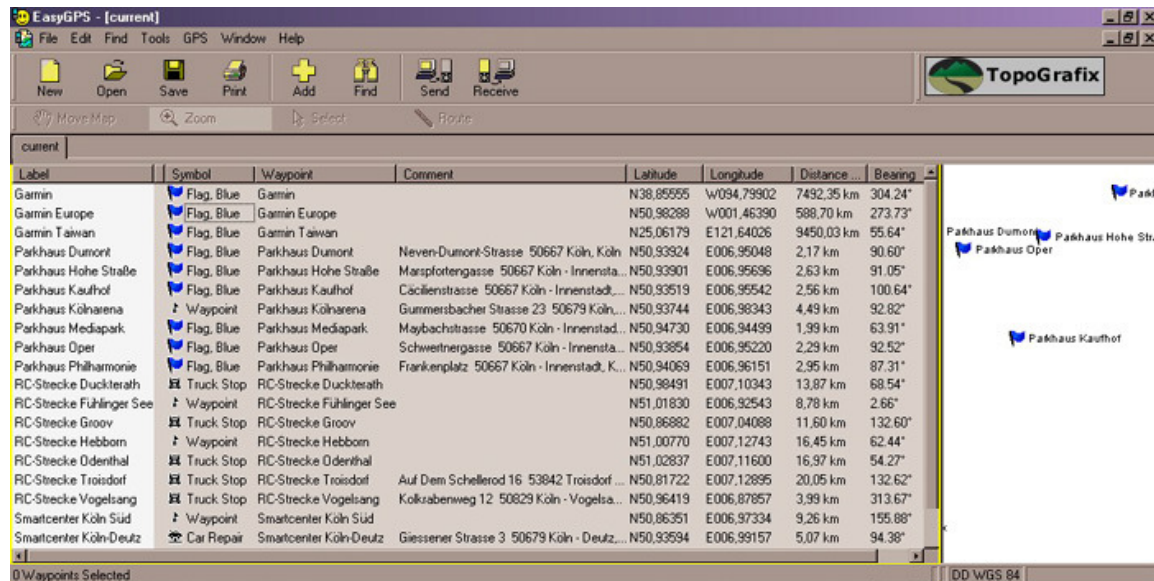 EasyGPS - [current]
File Edit Find Tools GPS Window Help
New Open Save Print Add Find Send Receive
TopoGrafix
Move Map Zoom Select Route
current
Label Symbol Waypoint Comment Latitude Longitude Distance ... Bearing
Garmin Flag, Blue Garmin N38,85555 W094,79902 7492,35 km 304.24°
Garmin Europe Flag, Blue Garmin Europe N50,98288 W001,46390 588,70 km 273.73°
Garmin Taiwan Flag, Blue Garmin Taiwan N25,06179 E121,64026 9450,03 km 55.64°
Parkhaus Dumont Flag, Blue Parkhaus Dumont Neven-Dumont-Strasse 50667 Köln, Köln N50,93924 E006,95048 2,17 km 90.60°
Parkhaus Hohe Straße Flag, Blue Parkhaus Hohe Straße Marspfortengasse 50667 Köln - Innensta... N50,93901 E006,95696 2,63 km 91.05°
Parkhaus Kaufhof Flag, Blue Parkhaus Kaufhof Cäcilienstrasse 50667 Köln - Innenstadt,... N50,93519 E006,95542 2,56 km 100.64°
Parkhaus Kölnarena Waypoint Parkhaus Kölnarena Gummersbacher Strasse 23 50679 Köln,... N50,93744 E006,98343 4,49 km 92.82°
Parkhaus Mediapark Flag, Blue Parkhaus Mediapark Maybachstrasse 50670 Köln - Innenstad... N50,94730 E006,94499 1,99 km 63.91°
Parkhaus Oper Flag, Blue Parkhaus Oper Schwertnergasse 50667 Köln - Innensta... N50,93854 E006,95220 2,29 km 92.52°
Parkhaus Philharmonie Flag, Blue Parkhaus Philharmonie Frankenplatz 50667 Köln - Innenstadt, K... N50,94069 E006,96151 2,95 km 87.31°
RC-Strecke Duckterath Truck Stop RC-Strecke Duckterath N50,98491 E007,10343 13,87 km 68.54°
RC-Strecke Fühlinger See Waypoint RC-Strecke Fühlinger See N51,01830 E006,92543 8,78 km 2.66°
RC-Strecke Groov Truck Stop RC-Strecke Groov N50,86882 E007,04088 11,60 km 132.60°
RC-Strecke Hebborn Waypoint RC-Strecke Hebborn N51,00770 E007,12743 16,45 km 62.44°
RC-Strecke Odenthal Truck Stop RC-Strecke Odenthal N51,02837 E007,11600 16,97 km 54.27°
RC-Strecke Troisdorf Truck Stop RC-Strecke Troisdorf Auf Dem Schellerod 16 53842 Troisdorf ... N50,81722 E007,12895 20,05 km 132.62°
RC-Strecke Vogelsang Truck Stop RC-Strecke Vogelsang Kolkrabenweg 12 50829 Köln - Vogelsa... N50,96419 E006,87857 3,99 km 313.67°
Smartcenter Köln Süd Waypoint Smartcenter Köln Süd N50,86351 E006,97334 9,26 km 155.88°
Smartcenter Köln-Deutz Car Repair Smartcenter Köln-Deutz Giessener Strasse 3 50679 Köln - Deutz,... N50,93594 E006,99157 5,07 km 94.38°
Parkhaus Dumont Parkhaus Hohe Str
Parkhaus Oper
Parkhaus Kaufhof
0 Waypoints Selected DD WGS 84